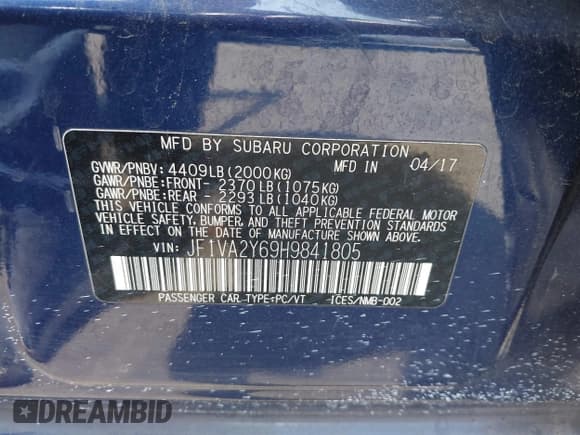 MFD BY SUBARU CORPORATION
GVWR/PNBV: 4409LB(2000KG) MFD IN 04/17
GAWR/PNBE:FRONT- 2370LB(1075KG)
GAWR/PNBE:REAR - 2293LB(1040KG)
THIS VEHICLE CONFORMS TO ALL APPLICABLE FEDERAL MOTOR
VEHICLE SAFETY, BUMPER, AND THEFT PREVENTION STANDARDS
IN EFFECT ON THE DATE OF MANUFACTURE SHOWN ABOVE.
VIN: JF1VA2Y69H9841805
PASSENGER CAR TYPE:PC/VT ICES/NMB-002
DREAMBID